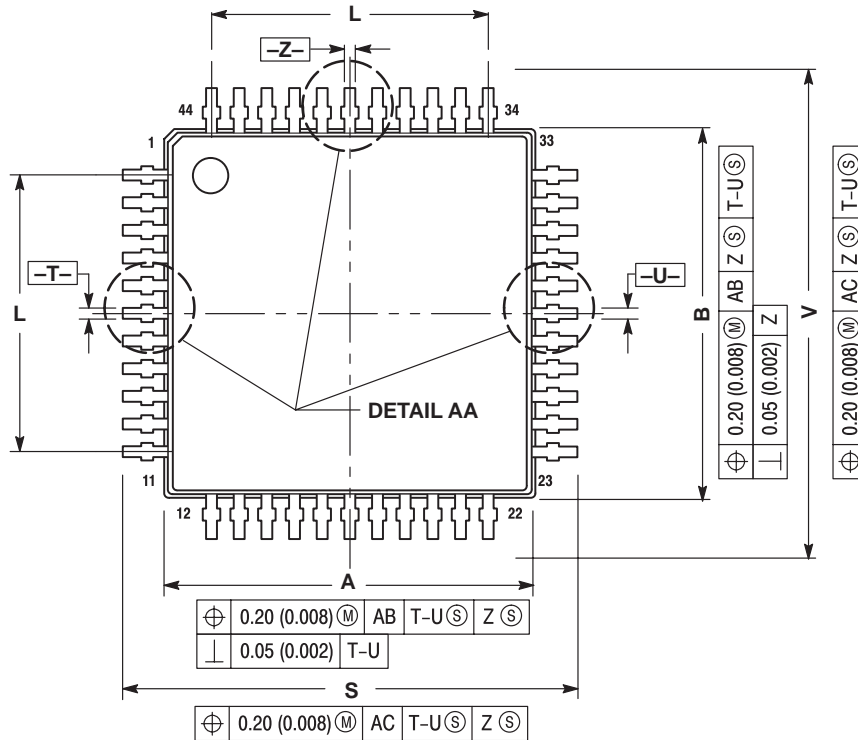 L
–Z–
44
34
1
33
–T–
–U–
L
B
V
DETAIL AA
11
23
12
22
A
⌖ 0.20 (0.008) Ⓜ AB T–U Ⓢ Z Ⓢ
⊥ 0.05 (0.002) T–U
S
⌖ 0.20 (0.008) Ⓜ AC T–U Ⓢ Z Ⓢ
⌖ 0.20 (0.008) Ⓜ AB Z Ⓢ T–U Ⓢ
⊥ 0.05 (0.002) Z
⌖ 0.20 (0.008) Ⓜ AC Z Ⓢ T–U Ⓢ